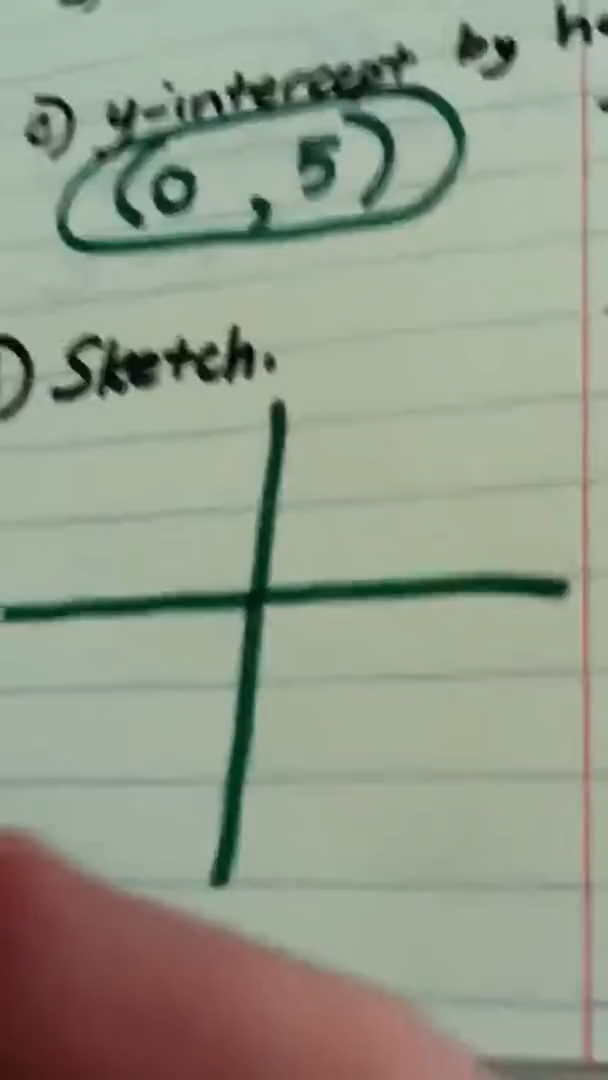 c) y-intercept by
(0, 5)
) Sketch.